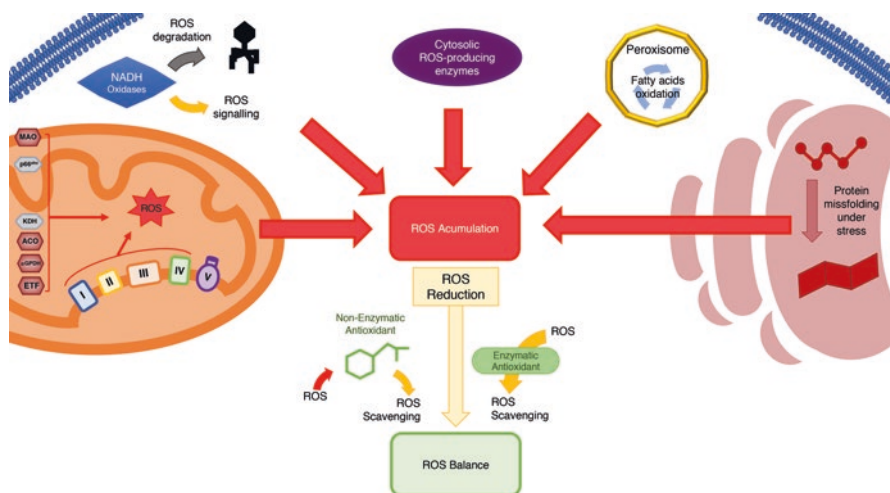 ROS
degradation
NADH
Oxidases
ROS
signalling
Cytosolic
ROS-producing
enzymes
Peroxisome
Fatty acids
oxidation
MAO
KDH
ACO
ETF
ROS
I
II
III
IV
V
ROS Acumulation
Protein
missfolding
under
stress
ROS
Reduction
Non-Enzymatic
Antioxidant
ROS
ROS
Scavenging
ROS
Enzymatic
Antioxidant
ROS
Scavenging
ROS Balance